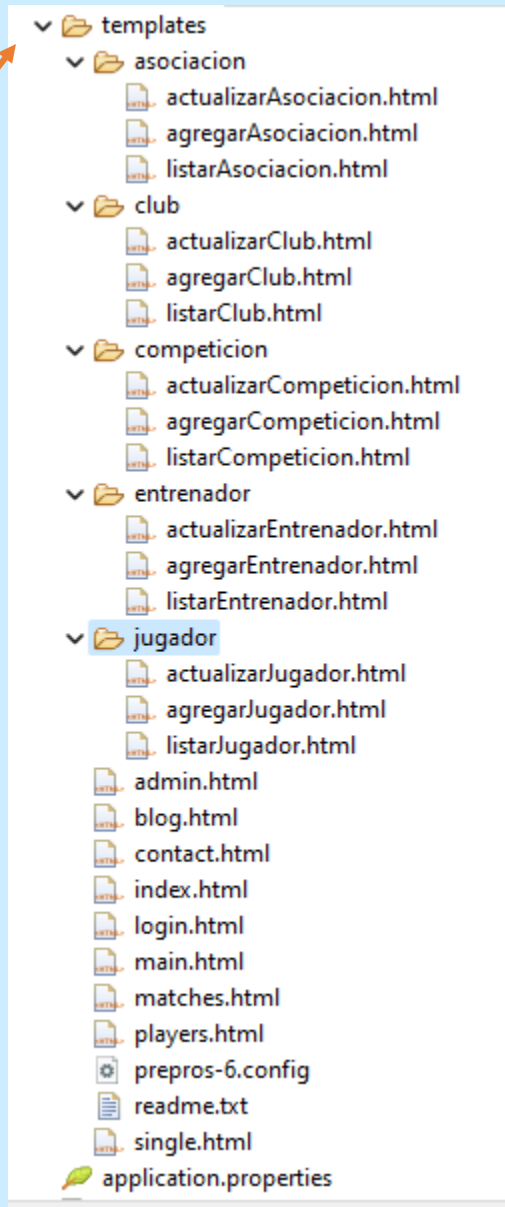 templates
asociacion
actualizarAsociacion.html
agregarAsociacion.html
listarAsociacion.html
club
actualizarClub.html
agregarClub.html
listarClub.html
competicion
actualizarCompeticion.html
agregarCompeticion.html
listarCompeticion.html
entrenador
actualizarEntrenador.html
agregarEntrenador.html
listarEntrenador.html
jugador
actualizarJugador.html
agregarJugador.html
listarJugador.html
admin.html
blog.html
contact.html
index.html
login.html
main.html
matches.html
players.html
prepros-6.config
readme.txt
single.html
application.properties